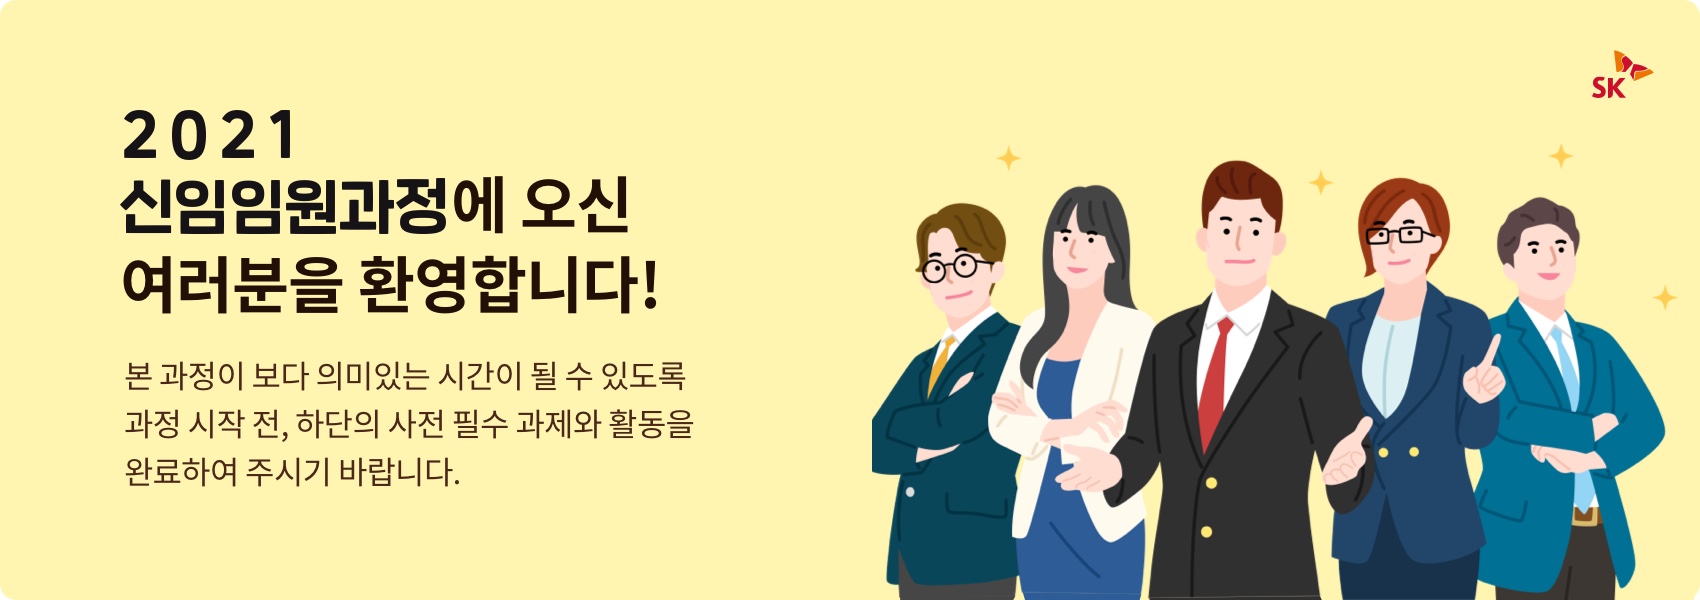 2021
신임임원과정에 오신
여러분을 환영합니다!
본 과정이 보다 의미있는 시간이 될 수 있도록
과정 시작 전, 하단의 사전 필수 과제와 활동을
완료하여 주시기 바랍니다.
SK